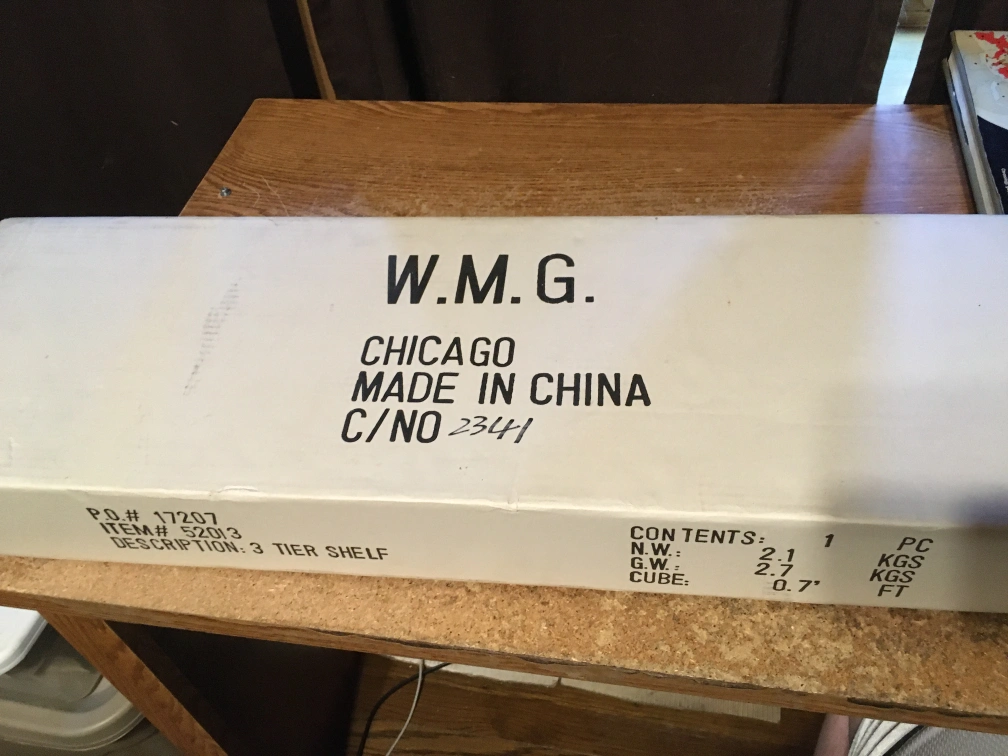 W.M.G.
CHICAGO
MADE IN CHINA
C/NO 2341
P.O.# 17207
ITEM# 52013
DESCRIPTION: 3 TIER SHELF
CONTENTS: 1 PC
N.W.: 2.1 KGS
G.W.: 2.7 KGS
CUBE: 0.7' FT